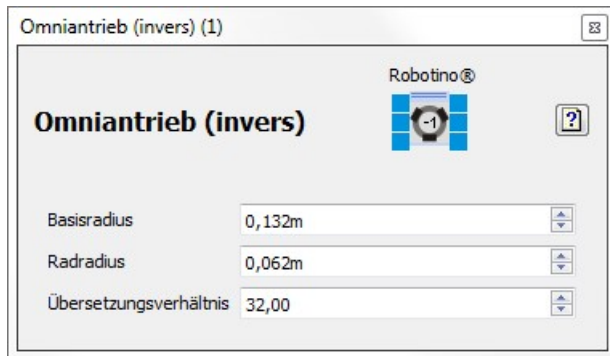 Omniantrieb (invers) (1)
Robotino®
Omniantrieb (invers)
-1
?
Basisradius 0,132m
Radradius 0,062m
Übersetzungsverhältnis 32,00